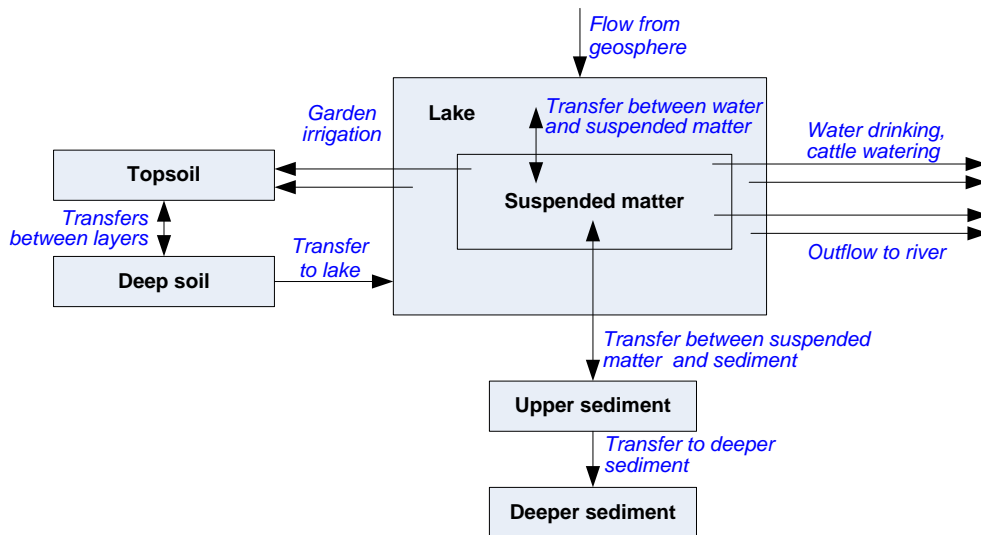 Flow from
geosphere
Lake
Transfer between water
and suspended matter
Garden
irrigation
Water drinking,
cattle watering
Topsoil
Suspended matter
Transfers
between layers
Transfer
to lake
Outflow to river
Deep soil
Transfer between suspended
matter and sediment
Upper sediment
Transfer to deeper
sediment
Deeper sediment